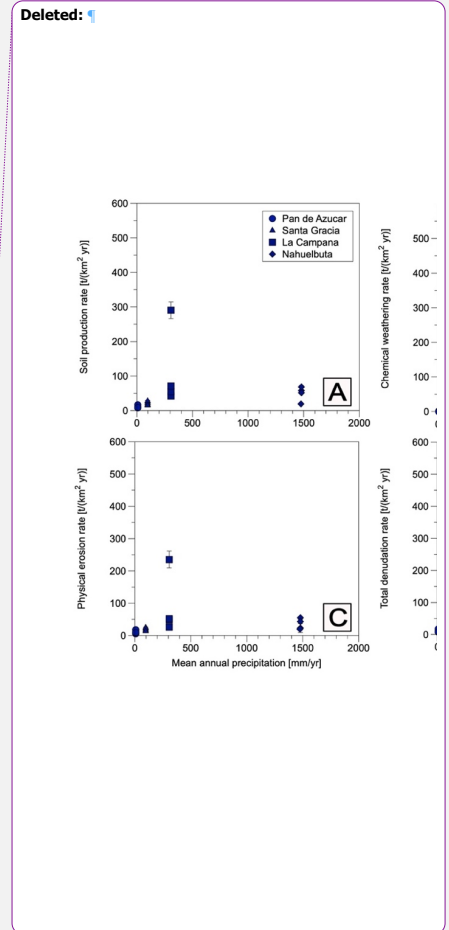 Deleted: ¶
Soil production rate [t/(km² yr)]
600
500
400
300
200
100
0
Pan de Azucar
Santa Gracia
La Campana
Nahuelbuta
A
0 500 1000 1500 2000
Chemical weathering rate [t/(km² yr)]
500
400
300
200
100
0
Physical erosion rate [t/(km² yr)]
600
500
400
300
200
100
0
C
0 500 1000 1500 2000
Mean annual precipitation [mm/yr]
Total denudation rate [t/(km² yr)]
600
500
400
300
200
100
0